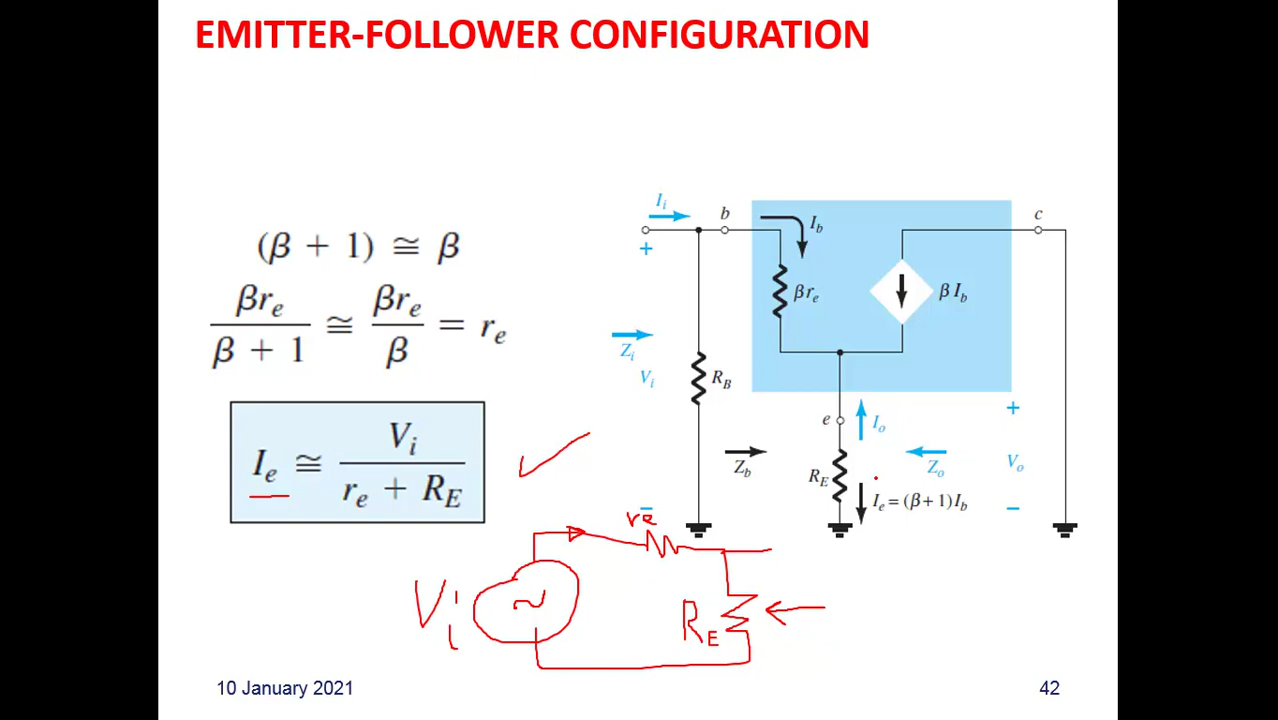 EMITTER-FOLLOWER CONFIGURATION
(β + 1) ≅ β
βr_e / (β + 1) ≅ βr_e / β = r_e
I_e ≅ V_i / (r_e + R_E)
I_i
b
I_b
c
+
βr_e
βI_b
Z_i
V_i
R_B
+
e
I_o
Z_b
R_E
Z_o
V_o
I_e = (β + 1)I_b
−
−
re
Vi
~
R_E
10 January 2021
42